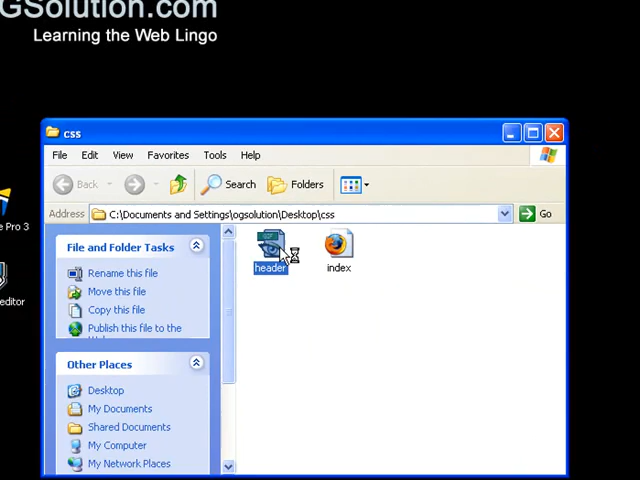 GSolution.com
Learning the Web Lingo
css
File Edit View Favorites Tools Help
Back Search Folders
Address C:\Documents and Settings\ogsolution\Desktop\css Go
File and Folder Tasks
Rename this file
Move this file
Copy this file
Publish this file to the
Other Places
Desktop
My Documents
Shared Documents
My Computer
My Network Places
GIF
header
index
e Pro 3
editor